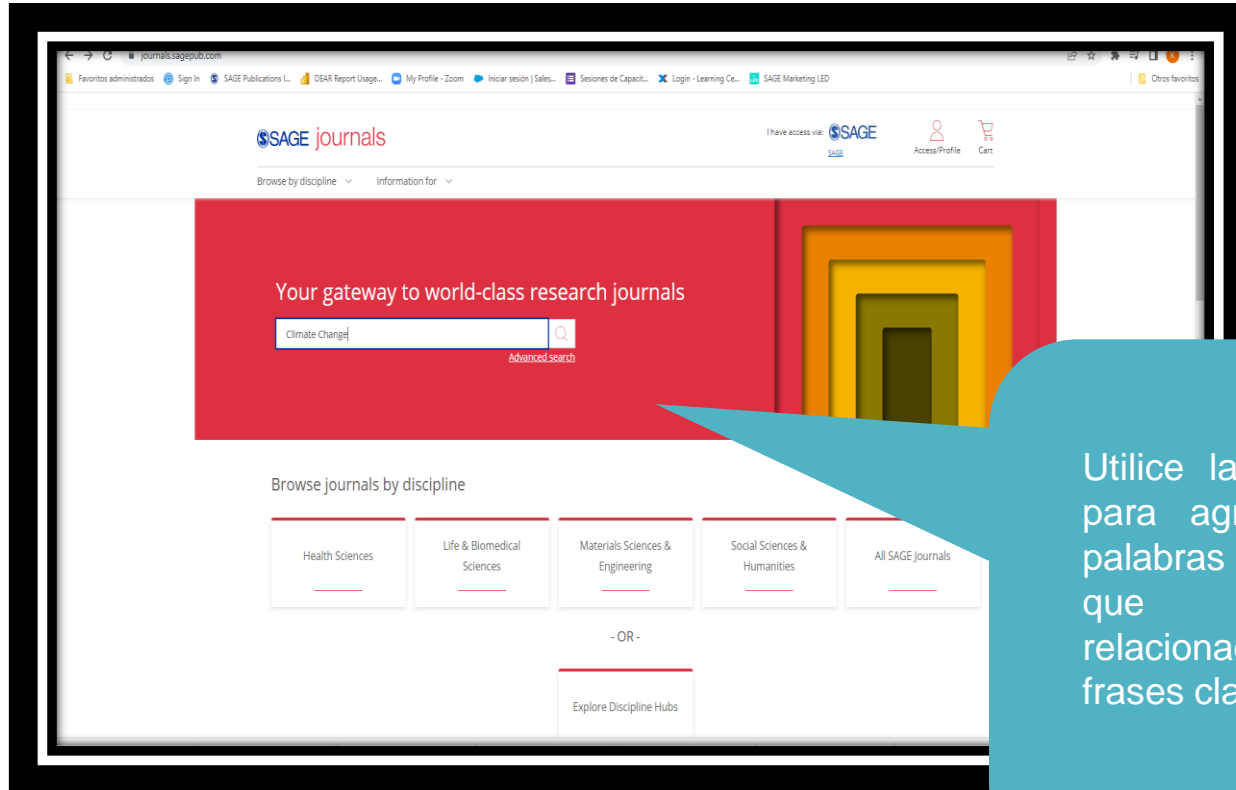 journals.sagepub.com
Favoritos administrados Sign In SAGE Publications I... DEAR Report Usage... My Profile - Zoom Iniciar sesión | Sales... Sesiones de Capacit... Login - Learning Ce... SAGE Marketing LED Otros favoritos
SAGE journals
I have access via: SAGE
SAGE
Access/Profile Cart
Browse by discipline Information for
Your gateway to world-class research journals
Climate Change
Advanced search
Browse journals by discipline
Health Sciences
Life & Biomedical
Sciences
Materials Sciences &
Engineering
Social Sciences &
Humanities
All SAGE Journals
- OR -
Explore Discipline Hubs
Utilice la
para agr
palabras
que
relaciona
frases cla